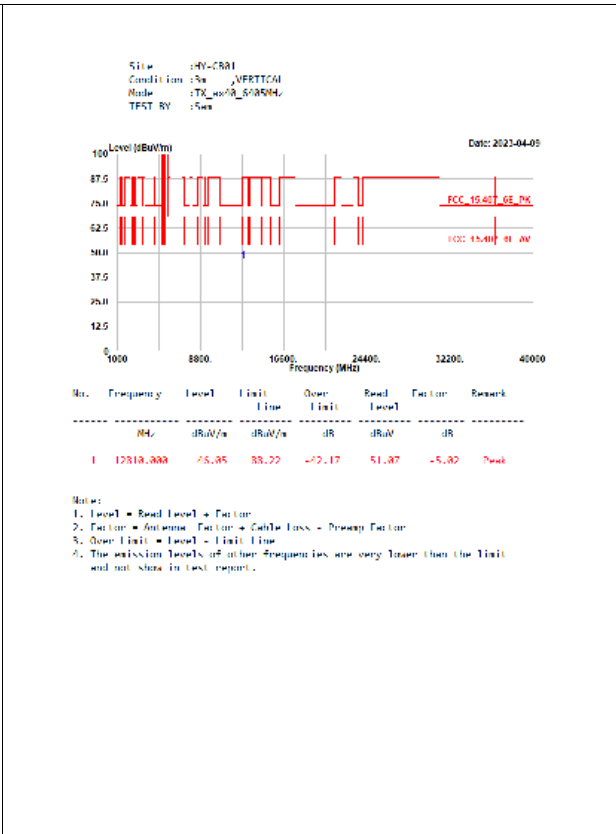 Site :HY-CB01
Condition :3m ,VERTICAL
Mode :TX_ax40_6405MHz
TEST BY :Sam
Level (dBuV/m)
Date: 2023-04-09
100
87.5
75.0
FCC_15.407_6E_PK
62.5
FCC_15.407_6E_AV
50.0
1
37.5
25.0
12.5
0
1000 8800. 16600. 24400. 32200. 40000
Frequency (MHz)
No. Frequency Level Limit Over Read Factor Remark
Line Limit Level
MHz dBuV/m dBuV/m dB dBuV dB
1 12810.000 46.05 88.22 -42.17 51.07 -5.02 Peak
Note:
1. Level = Read Level + Factor
2. Factor = Antenna Factor + Cable Loss - Preamp Factor
3. Over Limit = Level - Limit Line
4. The emission levels of other frequencies are very lower than the limit
and not show in test report.